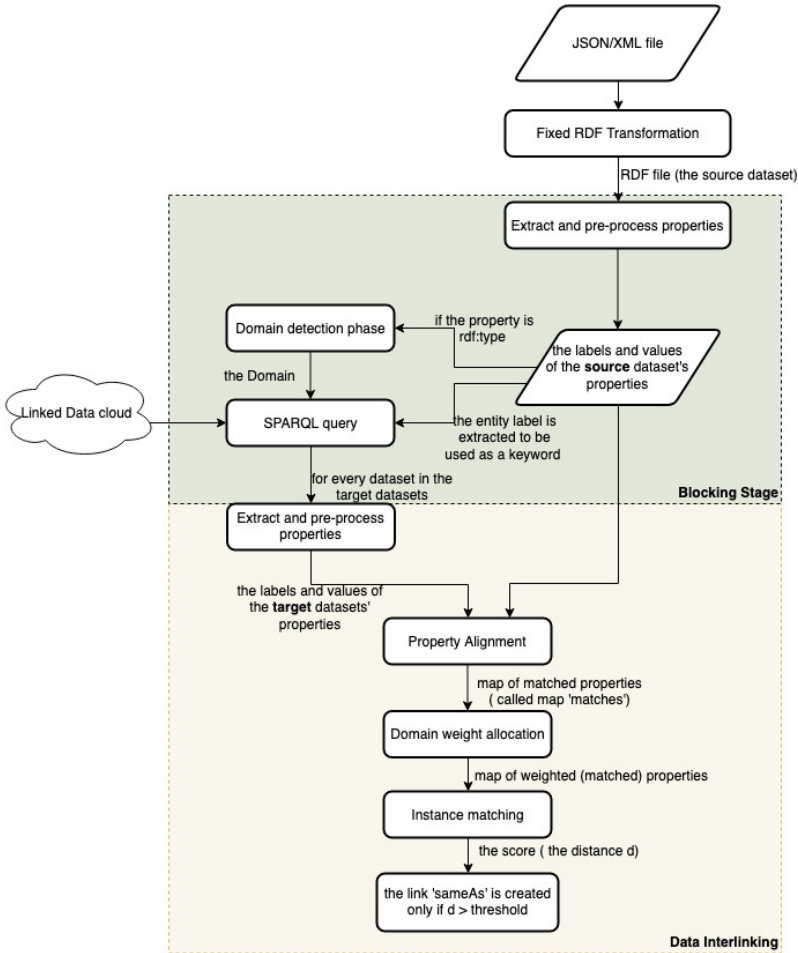 JSON/XML file
Fixed RDF Transformation
RDF file (the source dataset)
Extract and pre-process properties
Domain detection phase
if the property is
rdf:type
the labels and values
of the source dataset's
properties
the Domain
Linked Data cloud
SPARQL query
the entity label is
extracted to be
used as a keyword
for every dataset in the
target datasets
Blocking Stage
Extract and pre-process
properties
the labels and values of
the target datasets'
properties
Property Alignment
map of matched properties
( called map 'matches')
Domain weight allocation
map of weighted (matched) properties
Instance matching
the score ( the distance d)
the link 'sameAs' is created
only if d > threshold
Data Interlinking